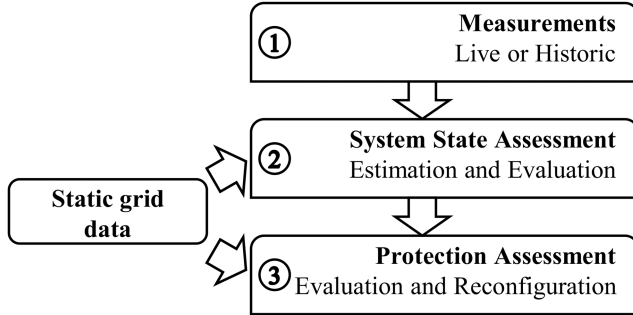 ①
Measurements
Live or Historic
②
System State Assessment
Estimation and Evaluation
Static grid
data
③
Protection Assessment
Evaluation and Reconfiguration